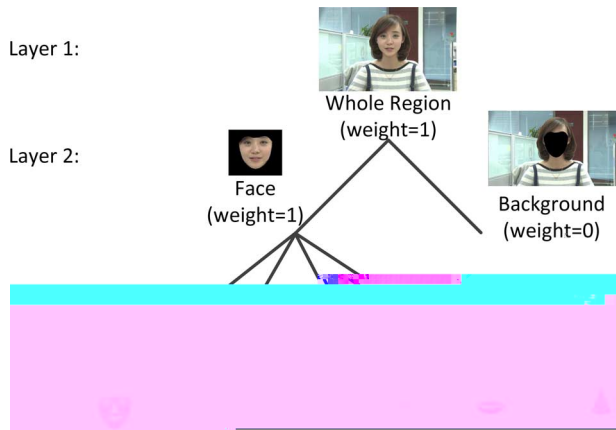 Layer 1:
Whole Region
(weight=1)
Layer 2:
Face
(weight=1)
Background
(weight=0)